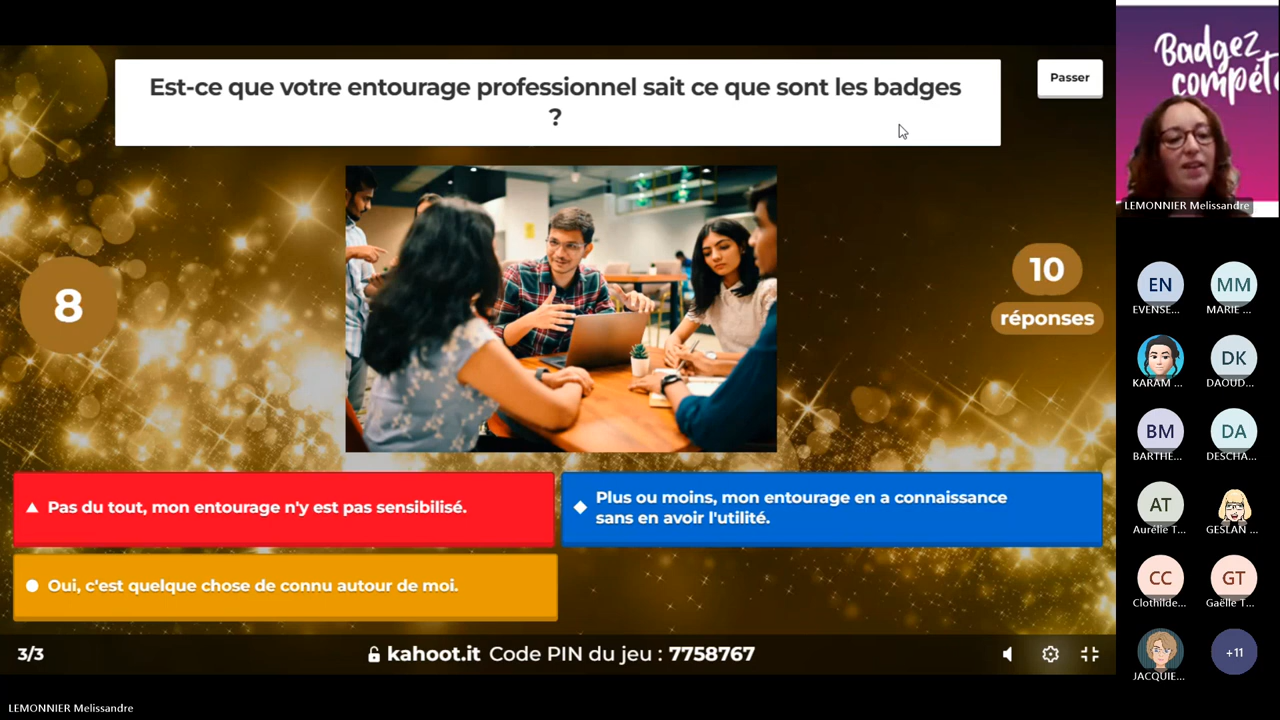 Est-ce que votre entourage professionnel sait ce que sont les badges
?
Passer
8
10
réponses
Pas du tout, mon entourage n'y est pas sensibilisé.
Plus ou moins, mon entourage en a connaissance
sans en avoir l'utilité.
Oui, c'est quelque chose de connu autour de moi.
3/3
kahoot.it Code PIN du jeu : 7758767
LEMONNIER Melissandre
Badgez
compéte
LEMONNIER Melissandre
EN
EVENSE...
MM
MARIE ...
KARAM ...
DK
DAOUD...
BM
BARTHE...
DA
DESCHA...
AT
Aurélie T...
GESLAN ...
CC
Clothilde...
GT
Gaëlle T...
JACQUIE...
+11